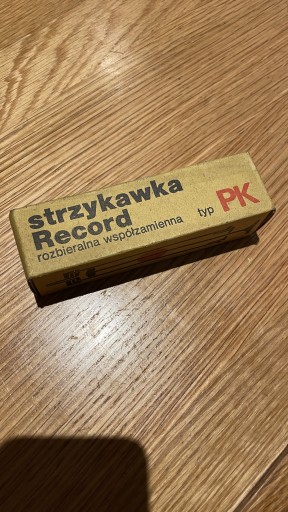 strzykawka
Record
rozbieralna współzamienna typ PK